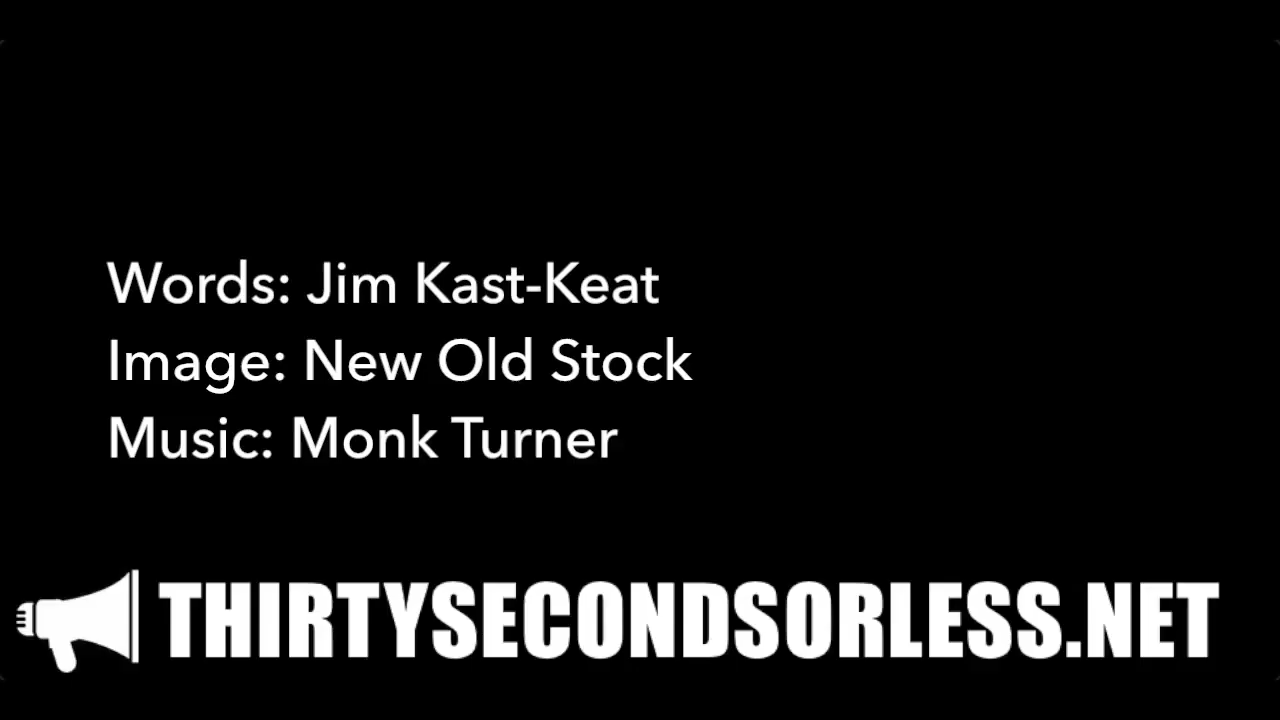 Words: Jim Kast-Keat
Image: New Old Stock
Music: Monk Turner
THIRTYSECONDSORLESS.NET